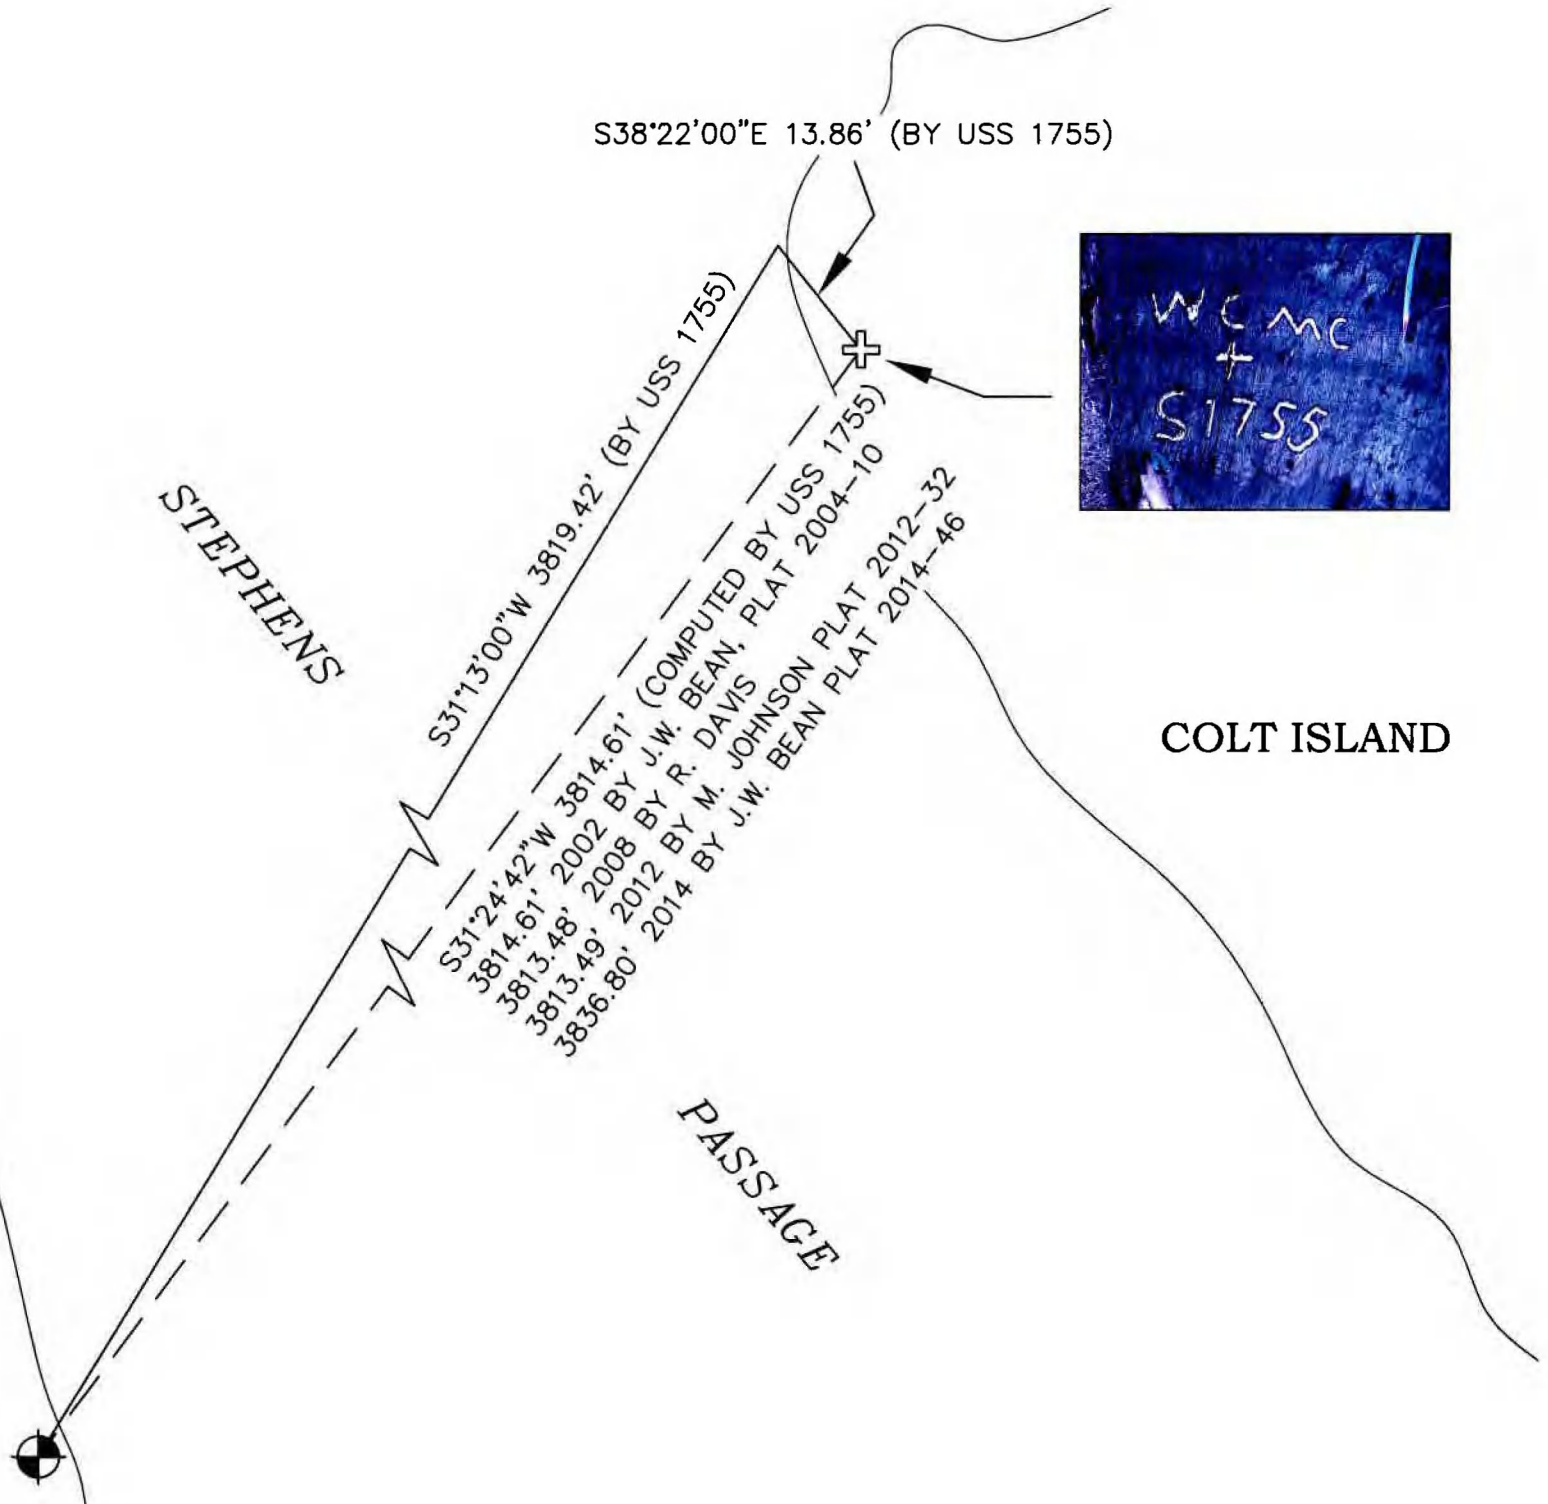 S38°22'00"E 13.86' (BY USS 1755)
WCMC
+
S1755
S31°13'00"W 3819.42' (BY USS 1755)
STEPHENS
S31°24'42"W 3814.61' (COMPUTED BY USS 1755)
3814.61' 2002 BY J.W. BEAN, PLAT 2004-10
3813.48' 2008 BY R. DAVIS
3813.49' 2012 BY M. JOHNSON PLAT 2012-32
3836.80' 2014 BY J.W. BEAN PLAT 2014-46
COLT ISLAND
PASSAGE